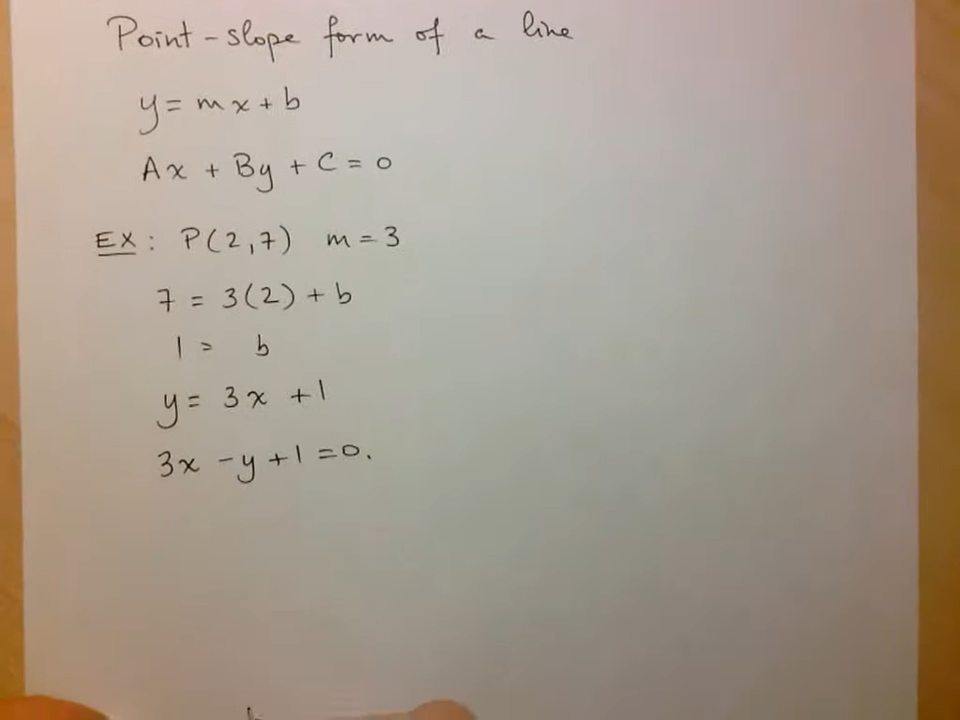 Point-slope form of a line
y = mx + b
Ax + By + C = 0
EX: P(2,7) m = 3
7 = 3(2) + b
1 = b
y = 3x + 1
3x - y + 1 = 0.